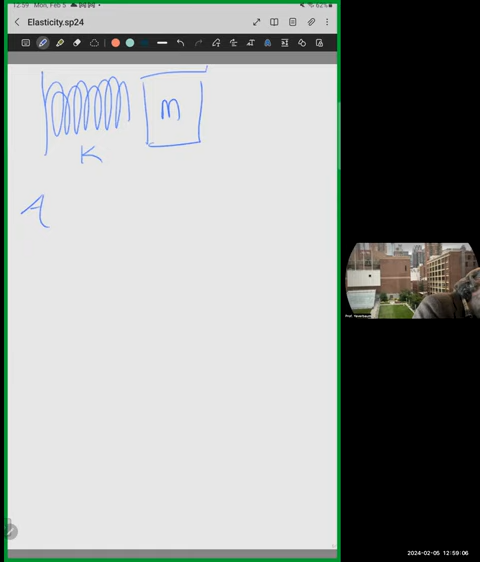 12:59 Mon, Feb 5
62%
Elasticity.sp24
m
K
A
2024-02-05 12:59:06